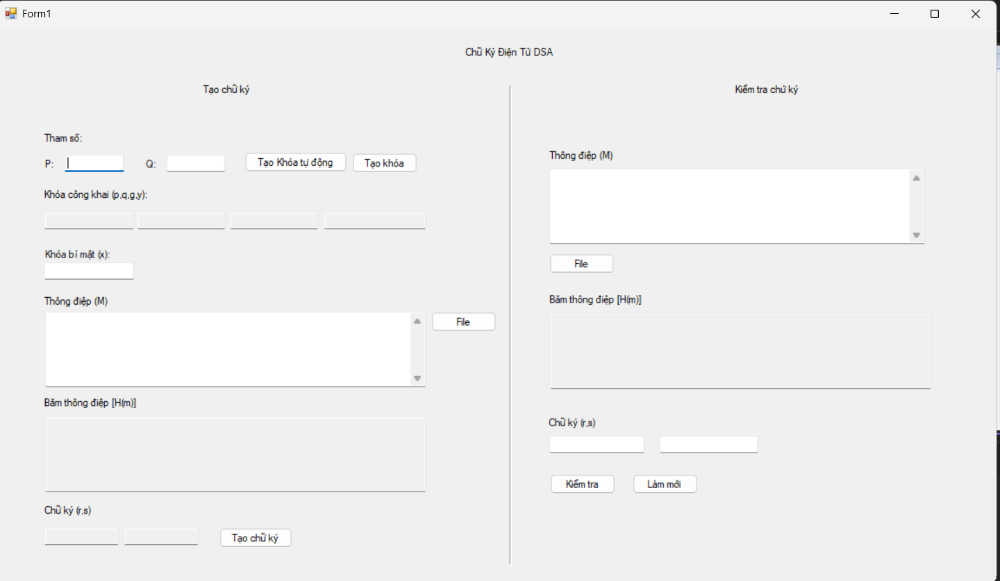 Form1
Chữ Ký Điện Tử DSA
Tạo chữ ký
Tham số:
P:
Q:
Tạo Khóa tự động
Tạo khóa
Khóa công khai (p,q,g,y):
Khóa bí mật (x):
Thông điệp (M)
File
Băm thông điệp [H(m)]
Chữ ký (r,s)
Tạo chữ ký
Kiểm tra chứ ký
Thông điệp (M)
File
Băm thông điệp [H(m)]
Chữ ký (r,s)
Kiểm tra
Làm mới